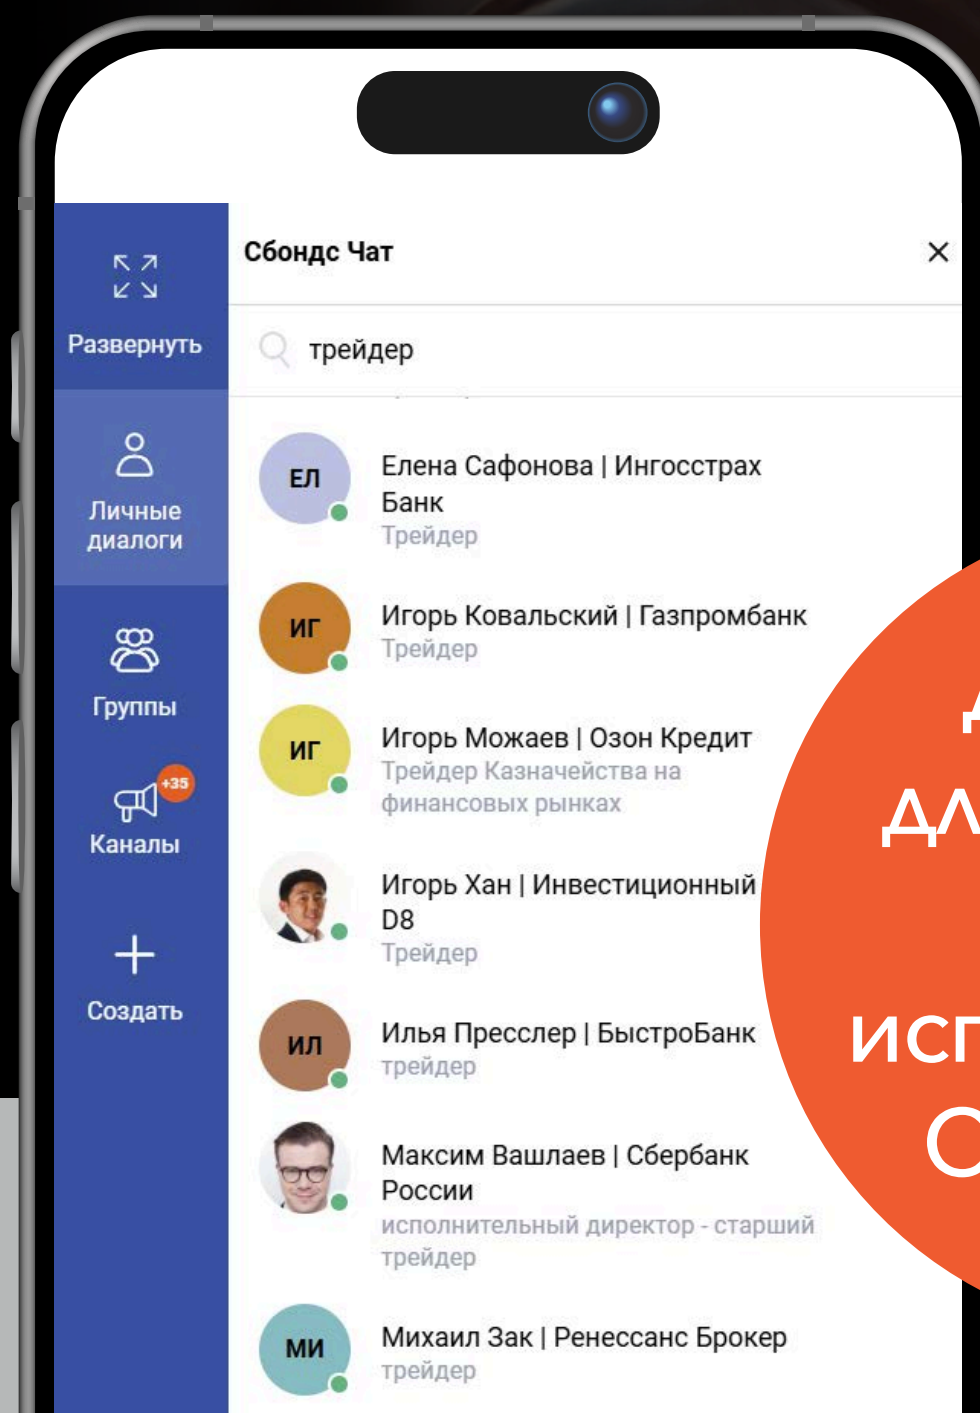 Сбондс Чат
Развернуть
трейдер
Личные
диалоги
Группы
+35
Каналы
Создать
ЕЛ
Елена Сафонова | Ингосстрах
Банк
Трейдер
ИГ
Игорь Ковальский | Газпромбанк
Трейдер
ИГ
Игорь Можаев | Озон Кредит
Трейдер Казначейства на
финансовых рынках
Игорь Хан | Инвестиционный
D8
Трейдер
ИЛ
Илья Пресслер | БыстроБанк
трейдер
Максим Вашлаев | Сбербанк
России
исполнительный директор - старший
трейдер
МИ
Михаил Зак | Ренессанс Брокер
трейдер